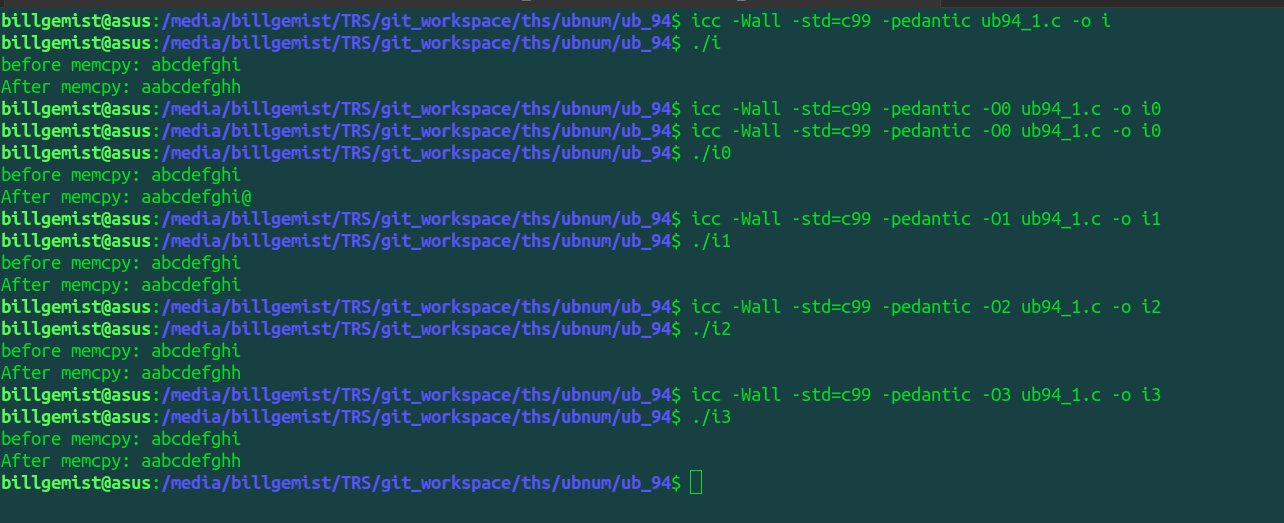 billgemist@asus:/media/billgemist/TRS/git_workspace/ths/ubnum/ub_94$ icc -Wall -std=c99 -pedantic ub94_1.c -o i
billgemist@asus:/media/billgemist/TRS/git_workspace/ths/ubnum/ub_94$ ./i
before memcpy: abcdefghi
After memcpy: aabcdefghh
billgemist@asus:/media/billgemist/TRS/git_workspace/ths/ubnum/ub_94$ icc -Wall -std=c99 -pedantic -O0 ub94_1.c -o i0
billgemist@asus:/media/billgemist/TRS/git_workspace/ths/ubnum/ub_94$ icc -Wall -std=c99 -pedantic -O0 ub94_1.c -o i0
billgemist@asus:/media/billgemist/TRS/git_workspace/ths/ubnum/ub_94$ ./i0
before memcpy: abcdefghi
After memcpy: aabcdefghi@
billgemist@asus:/media/billgemist/TRS/git_workspace/ths/ubnum/ub_94$ icc -Wall -std=c99 -pedantic -O1 ub94_1.c -o i1
billgemist@asus:/media/billgemist/TRS/git_workspace/ths/ubnum/ub_94$ ./i1
before memcpy: abcdefghi
After memcpy: aabcdefghi
billgemist@asus:/media/billgemist/TRS/git_workspace/ths/ubnum/ub_94$ icc -Wall -std=c99 -pedantic -O2 ub94_1.c -o i2
billgemist@asus:/media/billgemist/TRS/git_workspace/ths/ubnum/ub_94$ ./i2
before memcpy: abcdefghi
After memcpy: aabcdefghh
billgemist@asus:/media/billgemist/TRS/git_workspace/ths/ubnum/ub_94$ icc -Wall -std=c99 -pedantic -O3 ub94_1.c -o i3
billgemist@asus:/media/billgemist/TRS/git_workspace/ths/ubnum/ub_94$ ./i3
before memcpy: abcdefghi
After memcpy: aabcdefghh
billgemist@asus:/media/billgemist/TRS/git_workspace/ths/ubnum/ub_94$